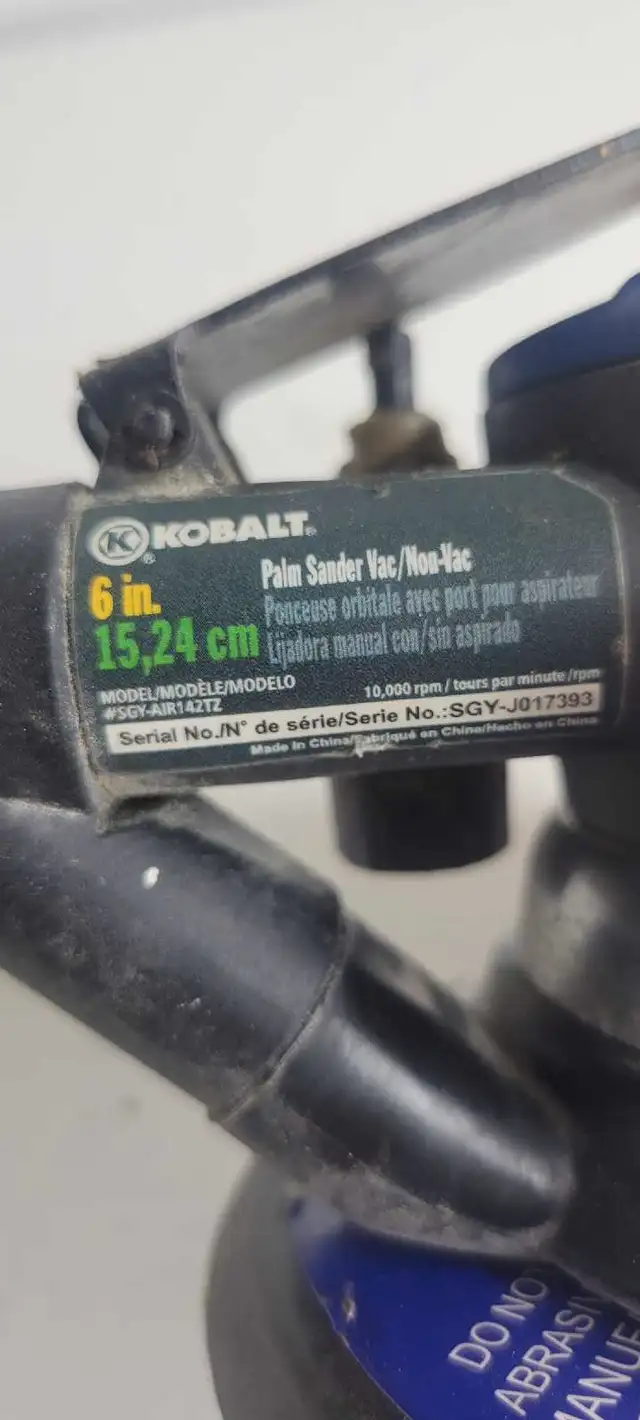 K KOBALT
6 in.
15,24 cm
Palm Sander Vac/Non-Vac
Ponceuse orbitale avec port pour aspirateur
Lijadora manual con/sin aspirado
MODEL/MODÈLE/MODELO
#SGY-AIR142TZ
10,000 rpm / tours par minute /rpm
Serial No./N° de série/Serie No.:SGY-J017393
Made In China/Fabriqué en China/Hecho en China
DO NOT
ABRASIV
MANUE